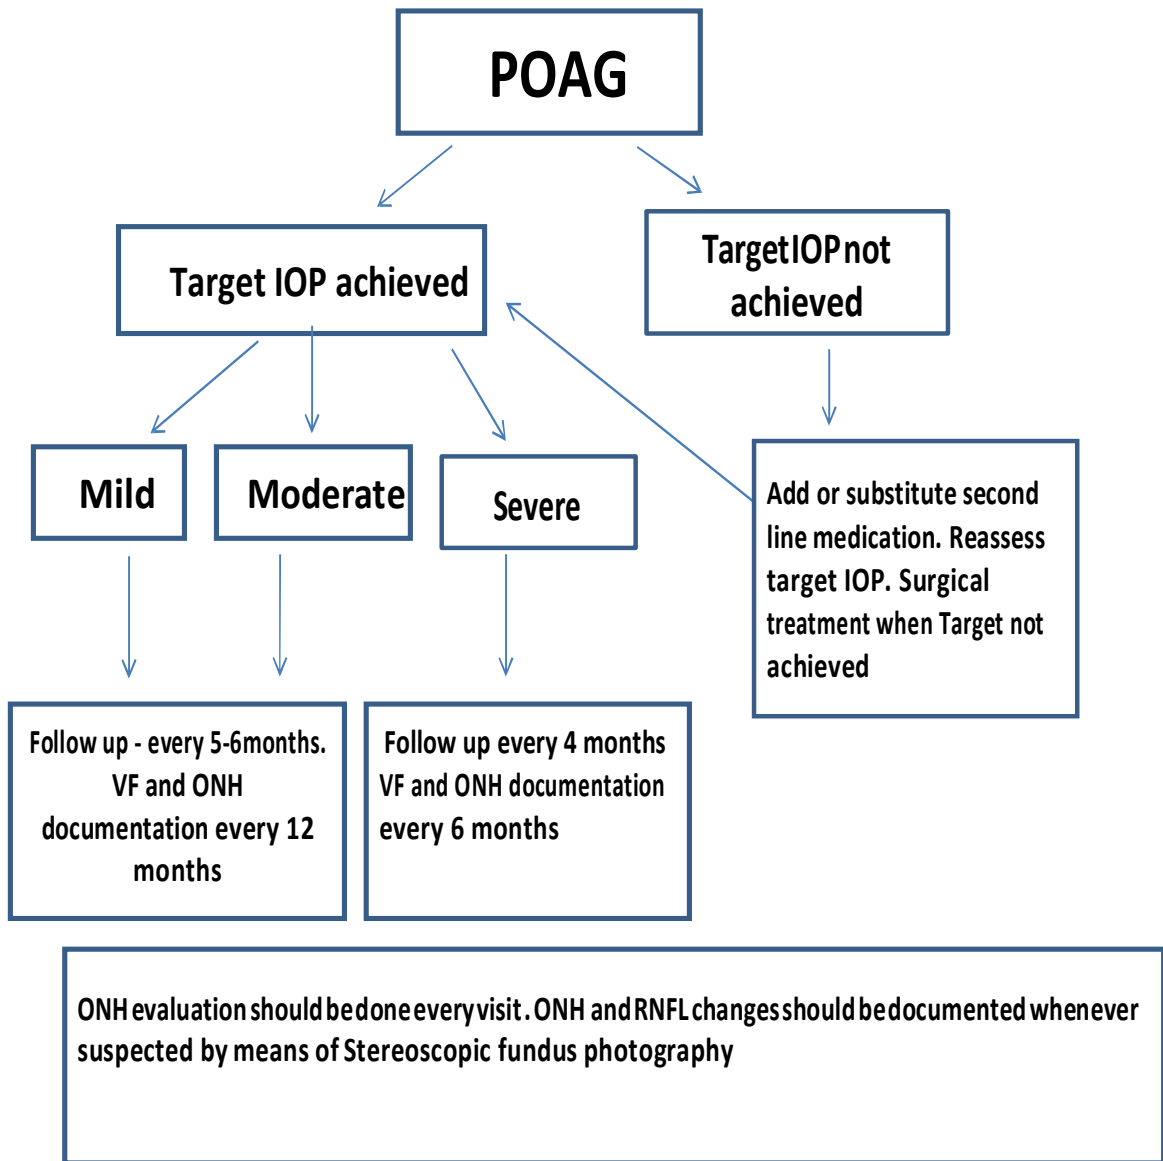 POAG
Target IOP achieved
Target IOP not
achieved
Mild
Moderate
Severe
Add or substitute second
line medication. Reassess
target IOP. Surgical
treatment when Target not
achieved
Follow up - every 5-6months.
VF and ONH
documentation every 12
months
Follow up every 4 months
VF and ONH documentation
every 6 months
ONH evaluation should be done every visit. ONH and RNFL changes should be documented whenever
suspected by means of Stereoscopic fundus photography